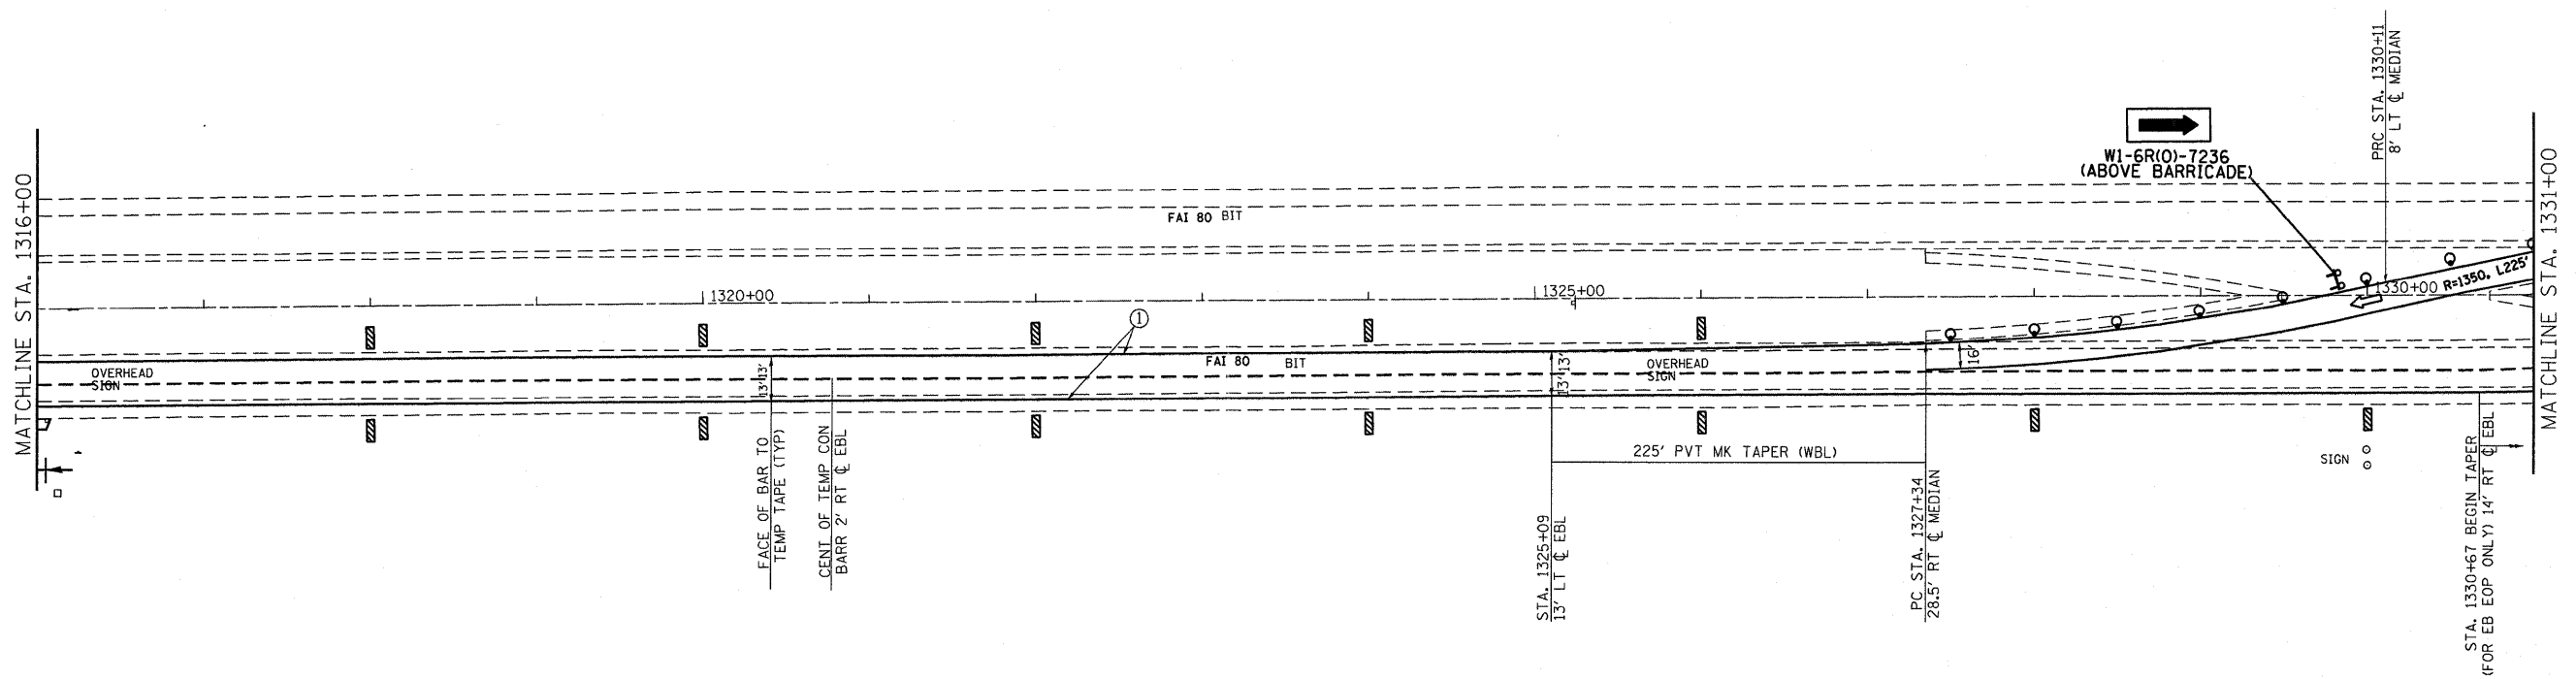 MATCHLINE STA. 1316+00
PRC STA. 1330+11
8' LT ℄ MEDIAN
W1-6R(O)-7236
(ABOVE BARRICADE)
MATCHLINE STA. 1331+00
FAI 80 BIT
1320+00
1325+00
1330+00
R=1350, L225'
1
16'
OVERHEAD
SIGN
13' 13'
FAI 80 BIT
13' 13'
OVERHEAD
SIGN
225' PVT MK TAPER (WBL)
SIGN
FACE OF BAR TO
TEMP TAPE (TYP)
CENT OF TEMP CON
BARR 2' RT ℄ EBL
STA. 1325+09
13' LT ℄ EBL
PC STA. 1327+34
28.5' RT ℄ MEDIAN
STA. 1330+67 BEGIN TAPER
(FOR EB EOP ONLY) 14' RT ℄ EBL